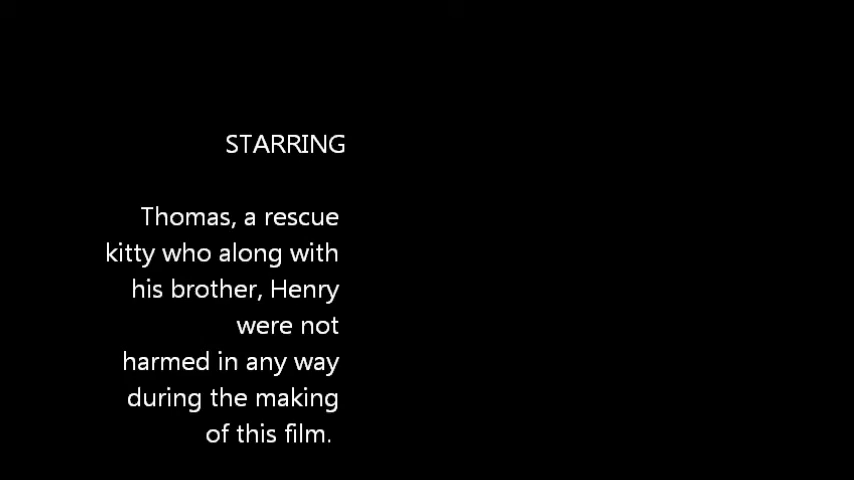 STARRING
Thomas, a rescue
kitty who along with
his brother, Henry
were not
harmed in any way
during the making
of this film.